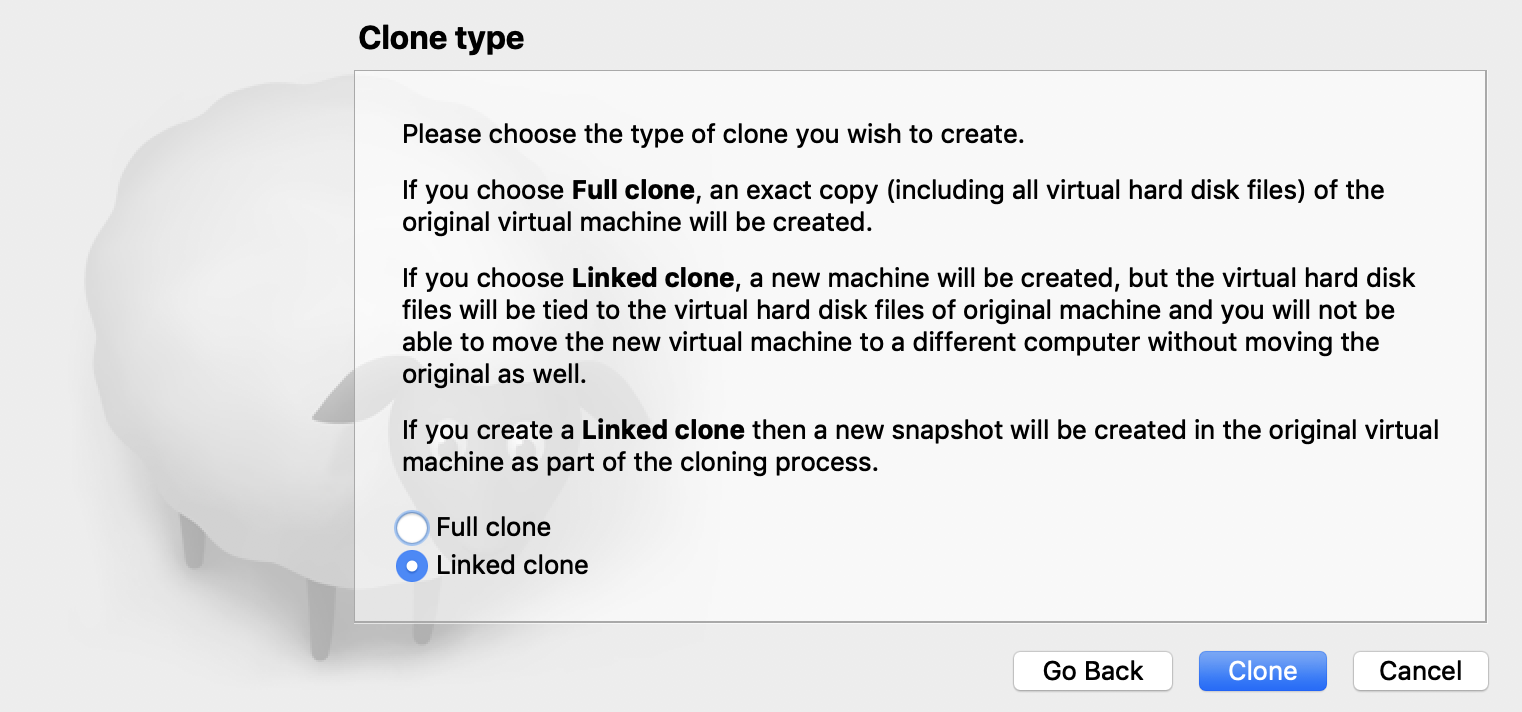 Clone type
Please choose the type of clone you wish to create.
If you choose Full clone, an exact copy (including all virtual hard disk files) of the
original virtual machine will be created.
If you choose Linked clone, a new machine will be created, but the virtual hard disk
files will be tied to the virtual hard disk files of original machine and you will not be
able to move the new virtual machine to a different computer without moving the
original as well.
If you create a Linked clone then a new snapshot will be created in the original virtual
machine as part of the cloning process.
Full clone
Linked clone
Go Back Clone Cancel